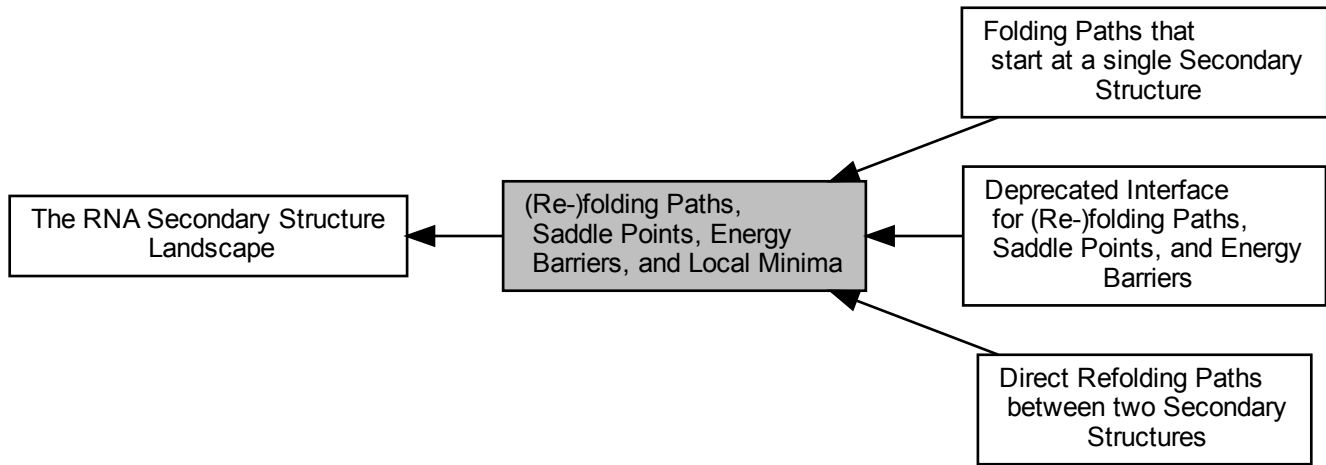 Folding Paths that
start at a single Secondary
Structure
The RNA Secondary Structure
Landscape
(Re-)folding Paths,
Saddle Points, Energy
Barriers, and Local Minima
Deprecated Interface
for (Re-)folding Paths,
Saddle Points, and Energy
Barriers
Direct Refolding Paths
between two Secondary
Structures